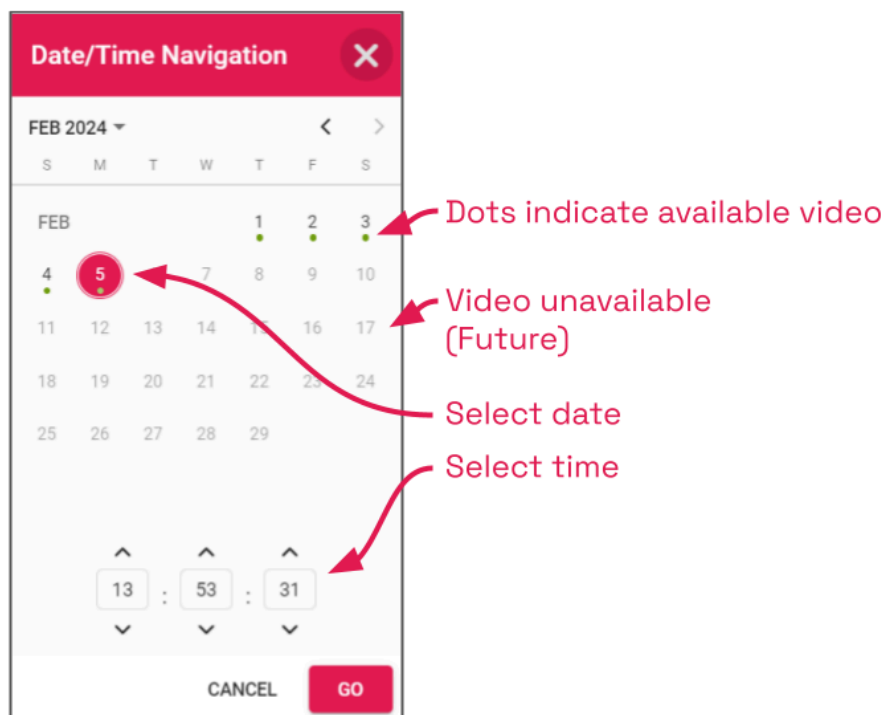 Date/Time Navigation
FEB 2024
S M T W T F S
FEB 1 2 3
Dots indicate available video
4 5 7 8 9 10
Video unavailable
(Future)
11 12 13 14 15 16 17
18 19 20 21 22 23 24
Select date
25 26 27 28 29
Select time
13 : 53 : 31
CANCEL GO